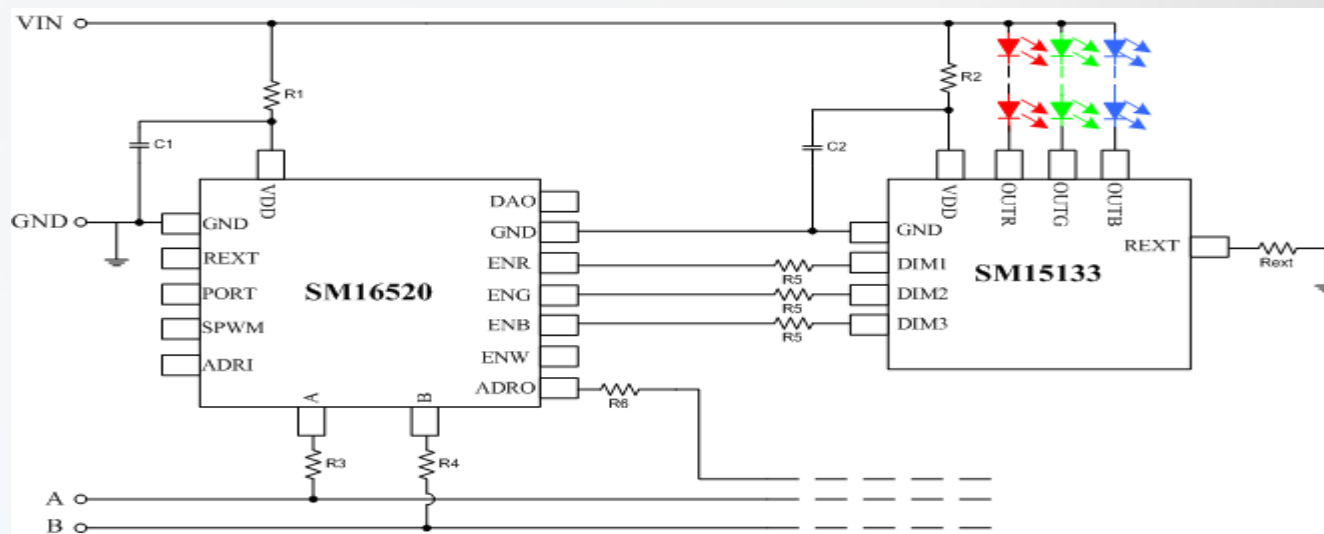 VIN
R1
R2
C1
C2
VDD
DAO
VDD
OUTR
OUTG
OUTB
GND
GND
GND
GND
REXT
REXT
Rext
ENR
R5
DIM1
SM16520
SM15133
PORT
ENG
R5
DIM2
SPWM
ENB
R5
DIM3
ADRI
ENW
ADRO
R6
A
B
R3
R4
A
B